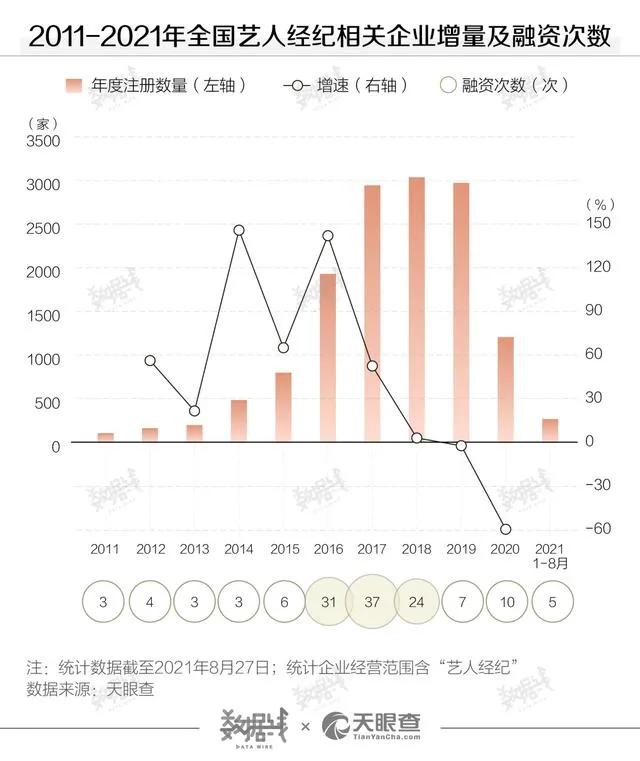 2011-2021年全国艺人经纪相关企业增量及融资次数
年度注册数量（左轴） 增速（右轴） 融资次数（次）
（家）
3500
3000
2500
2000
1500
1000
500
0
（%）
150
120
90
60
30
0
-30
-60
2011 2012 2013 2014 2015 2016 2017 2018 2019 2020 2021
1-8月
3 4 3 3 6 31 37 24 7 10 5
注：统计数据截至2021年8月27日；统计企业经营范围含“艺人经纪”
数据来源：天眼查
数据线 × 天眼查
DATA WIRE TianYanCha.com